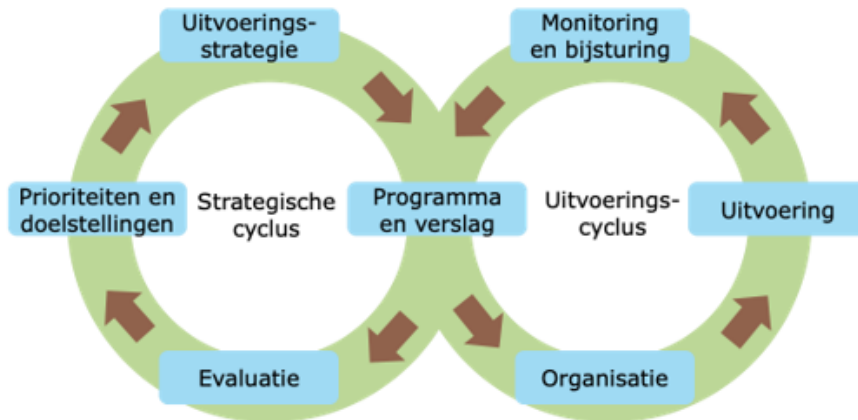 Uitvoerings-
strategie
Monitoring
en bijsturing
Prioriteiten en
doelstellingen
Strategische
cyclus
Programma
en verslag
Uitvoerings-
cyclus
Uitvoering
Evaluatie
Organisatie